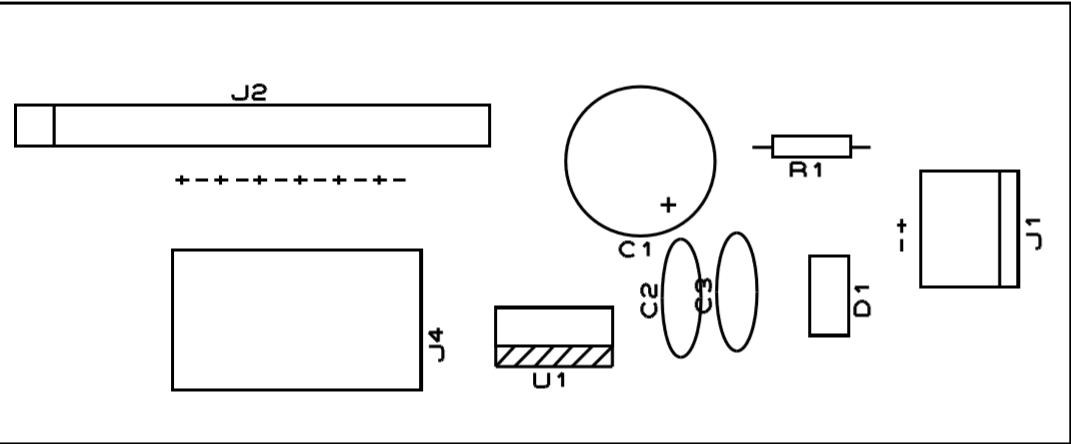 J2
+-+-+-+-+-+-
R1
+
C1
+-
J1
C2
C3
D1
J4
U1